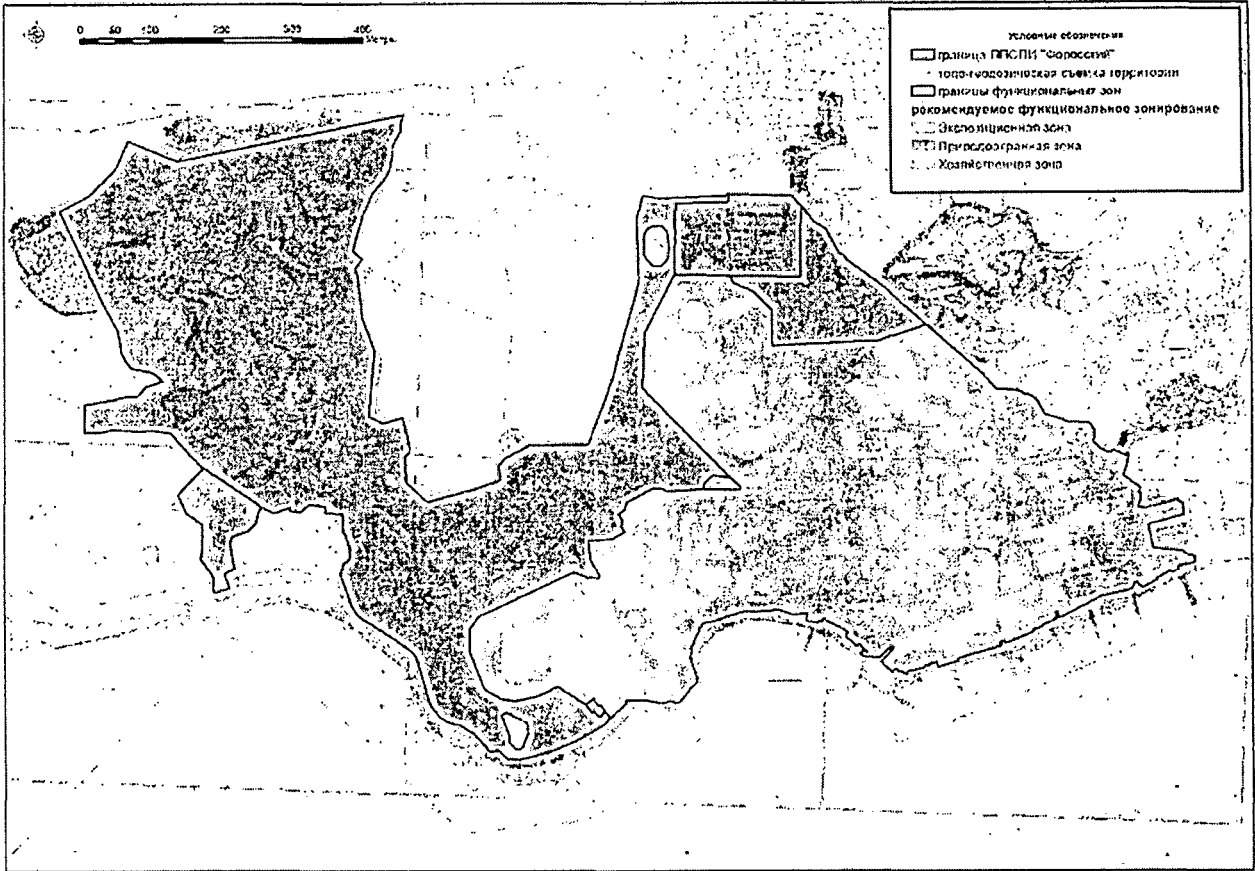 0 50 100 200 300 400
Метры
Условные обозначения
граница ППСПИ "Форосский"
топо-геодезическая съемка территории
границы функциональных зон
рекомендуемое функциональное зонирование
Экспозиционная зона
Природоохранная зона
Хозяйственная зона